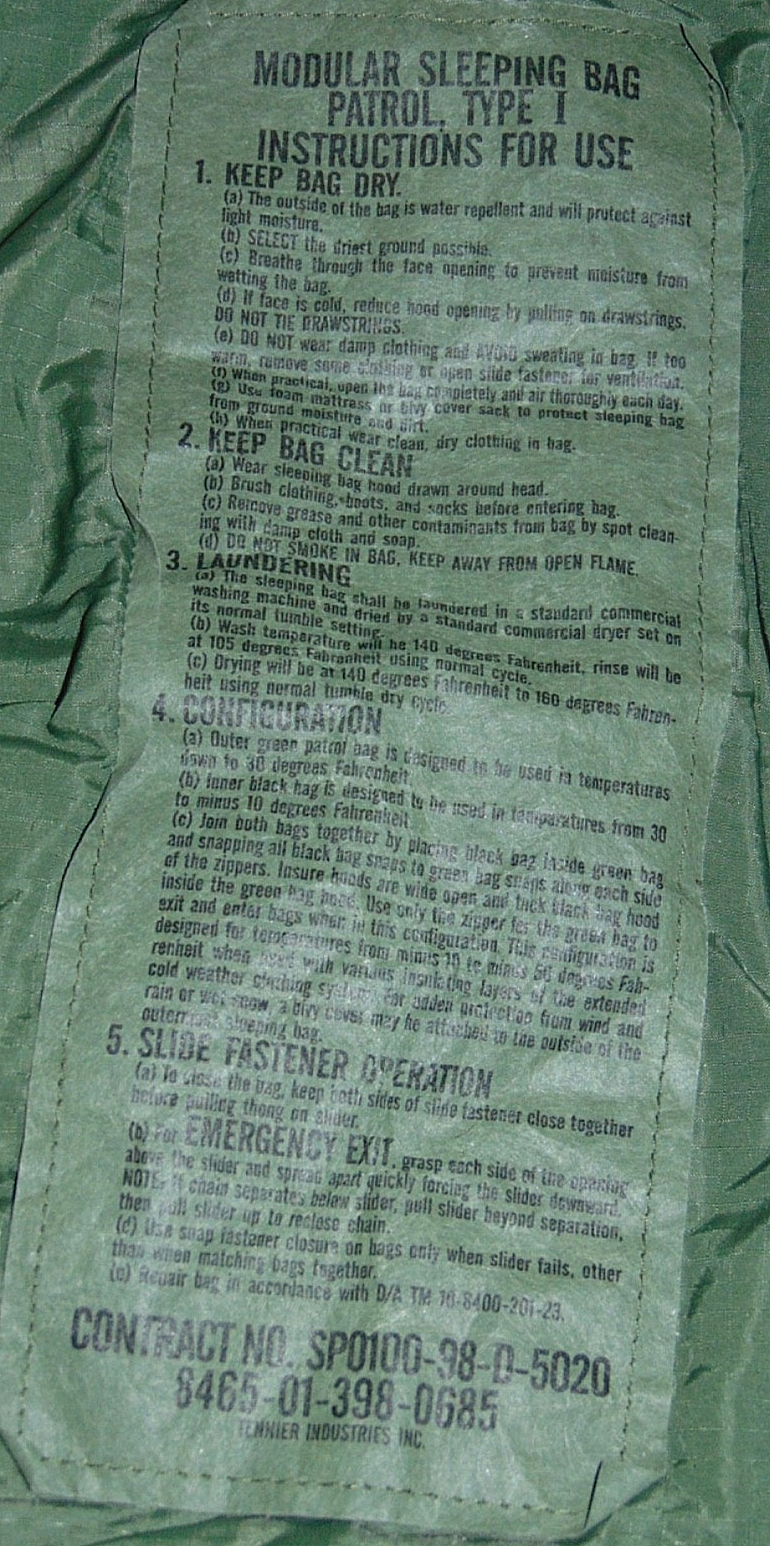 MODULAR SLEEPING BAG
PATROL, TYPE I
INSTRUCTIONS FOR USE
1. KEEP BAG DRY.
(a) The outside of the bag is water repellent and will protect against
light moisture.
(b) SELECT the driest ground possible.
(c) Breathe through the face opening to prevent moisture from
wetting the bag.
(d) If face is cold, reduce hood opening by pulling on drawstrings.
DO NOT TIE DRAWSTRINGS.
(e) DO NOT wear damp clothing and AVOID sweating in bag. If too
warm, remove some clothing or open slide fastener for ventilation.
(f) When practical, open the bag completely and air thoroughly each day.
(g) Use foam mattress or bivy cover sack to protect sleeping bag
from ground moisture and dirt.
(h) When practical wear clean, dry clothing in bag.
2. KEEP BAG CLEAN
(a) Wear sleeping bag hood drawn around head.
(b) Brush clothing, boots, and socks before entering bag.
(c) Remove grease and other contaminants from bag by spot clean-
ing with damp cloth and soap.
(d) DO NOT SMOKE IN BAG, KEEP AWAY FROM OPEN FLAME.
3. LAUNDERING
(a) The sleeping bag shall be laundered in a standard commercial
washing machine and dried by a standard commercial dryer set on
its normal tumble setting.
(b) Wash temperature will be 140 degrees Fahrenheit, rinse will be
at 105 degrees Fahrenheit using normal cycle.
(c) Drying will be at 140 degrees Fahrenheit to 160 degrees Fahren-
heit using normal tumble dry cycle.
4. CONFIGURATION
(a) Outer green patrol bag is designed to be used in temperatures
down to 30 degrees Fahrenheit.
(b) Inner black bag is designed to be used in temparatures from 30
to minus 10 degrees Fahrenheit.
(c) Join both bags together by placing black bag inside green bag
and snapping all black bag snaps to green bag snaps along each side
of the zippers. Insure hoods are wide open and tuck black bag hood
inside the green bag hood. Use only the zipper for the green bag to
exit and enter bags when in this configuration. This configuration is
designed for temperatures from minus 10 to minus degrees Fah-
renheit when used with various insulating layers of the extended
cold weather clothing system. For added protection from wind and
rain or wet snow, a bivy cover may be attached to the outside of the
outermost sleeping bag.
5. SLIDE FASTENER OPERATION
(a) To close the bag, keep both sides of slide fastener close together
before pulling thong on slider.
(b) For EMERGENCY EXIT, grasp each side of the opening
above the slider and spread apart quickly forcing the slider downward.
NOTE: If chain separates below slider, pull slider beyond separation,
then pull slider up to reclose chain.
(d) Use snap fastener closure on bags only when slider fails, other
than when matching bags together.
(e) Repair bag in accordance with D/A TM 10-8400-201-23.
CONTRACT NO. SP0100-98-D-5020
8465-01-398-0685
TENNIER INDUSTRIES INC.